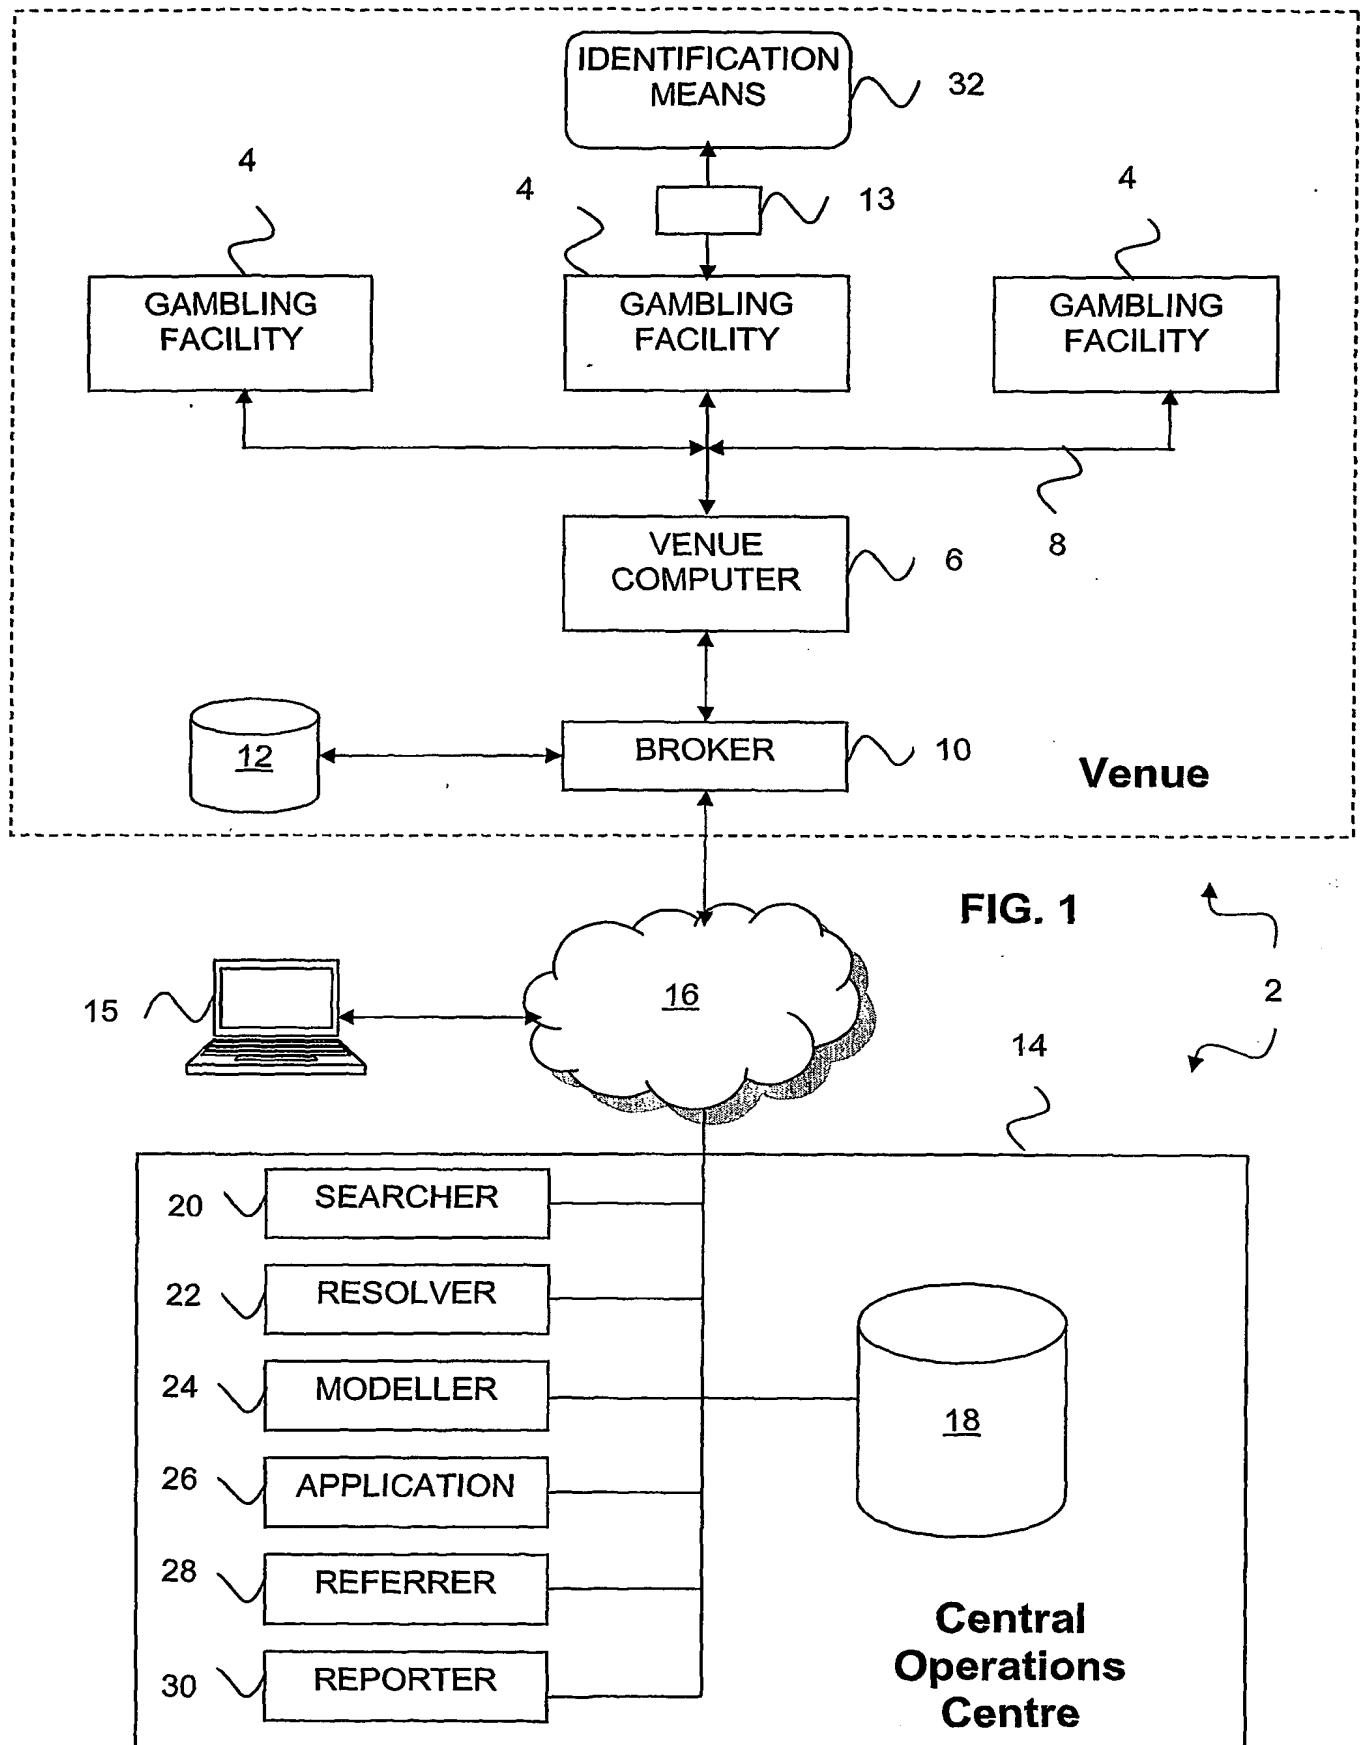 IDENTIFICATION
MEANS
32
4
4
13
4
GAMBLING
FACILITY
GAMBLING
FACILITY
GAMBLING
FACILITY
8
VENUE
COMPUTER
6
12
BROKER
10
Venue
FIG. 1
15
16
2
14
20
SEARCHER
22
RESOLVER
24
MODELLER
18
26
APPLICATION
28
REFERRER
30
REPORTER
Central
Operations
Centre